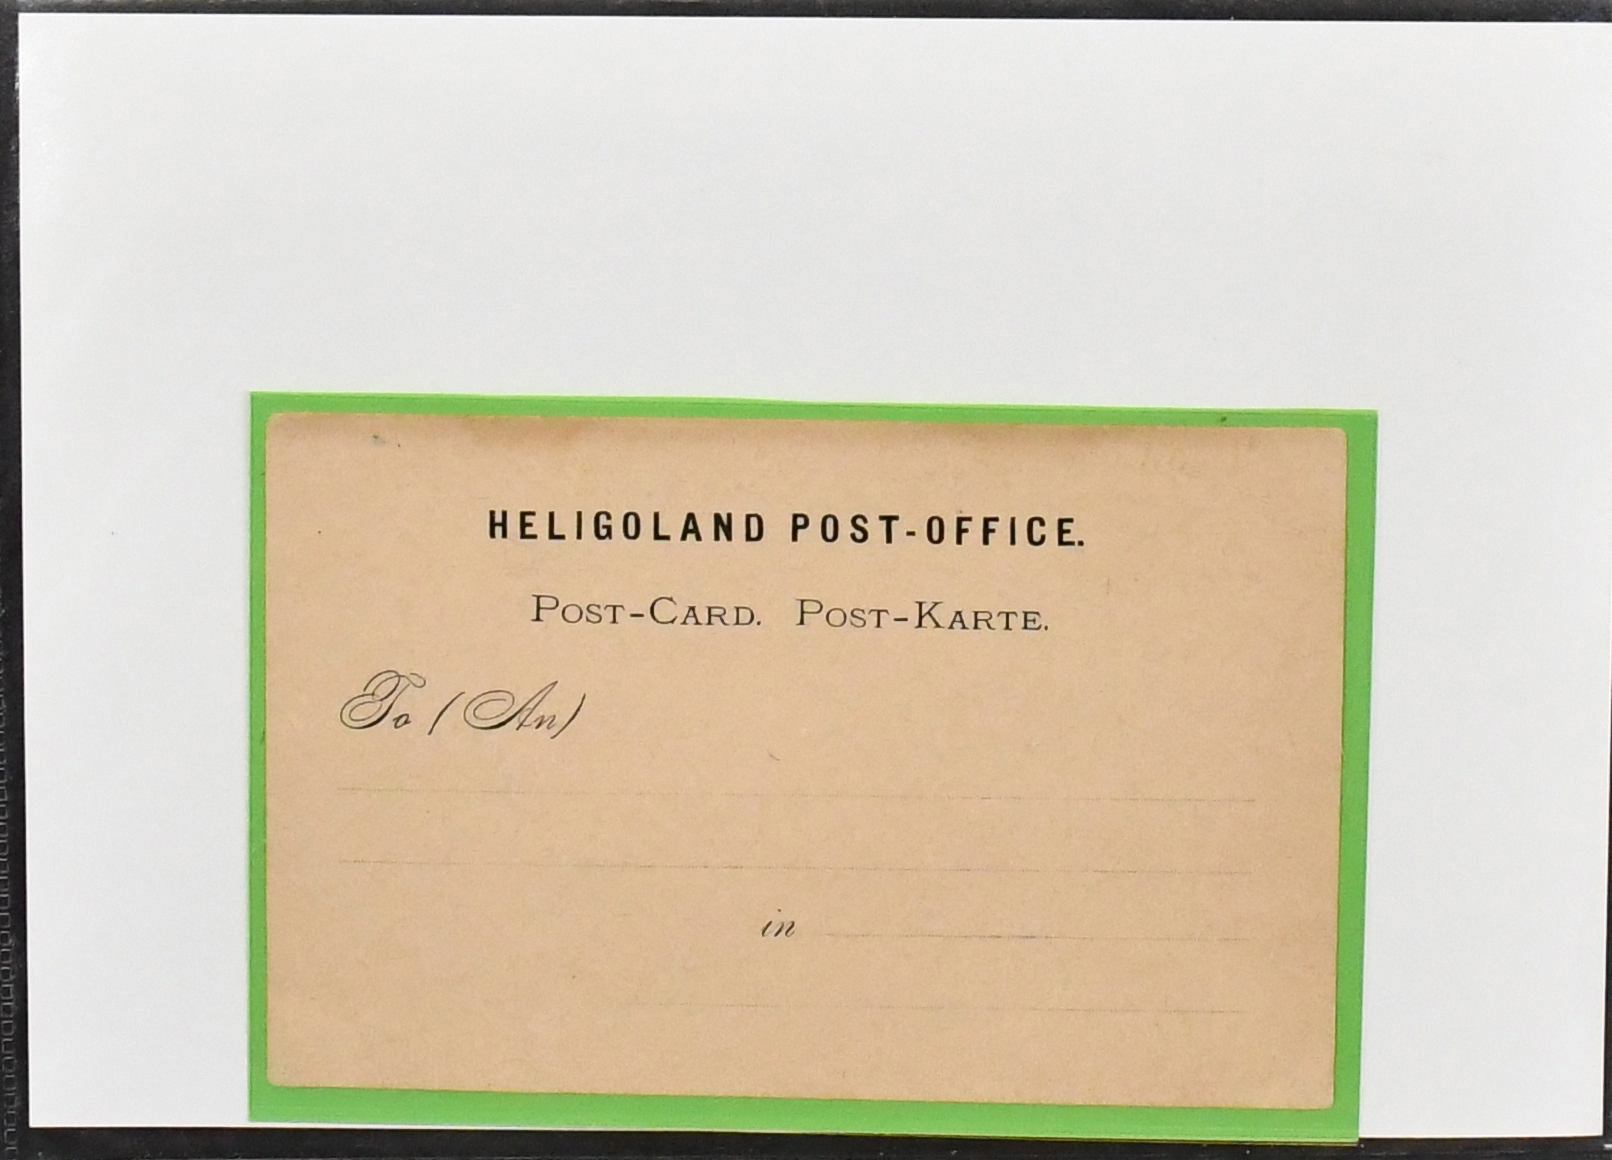 HELIGOLAND POST-OFFICE.
POST-CARD. POST-KARTE.
To (An)
in